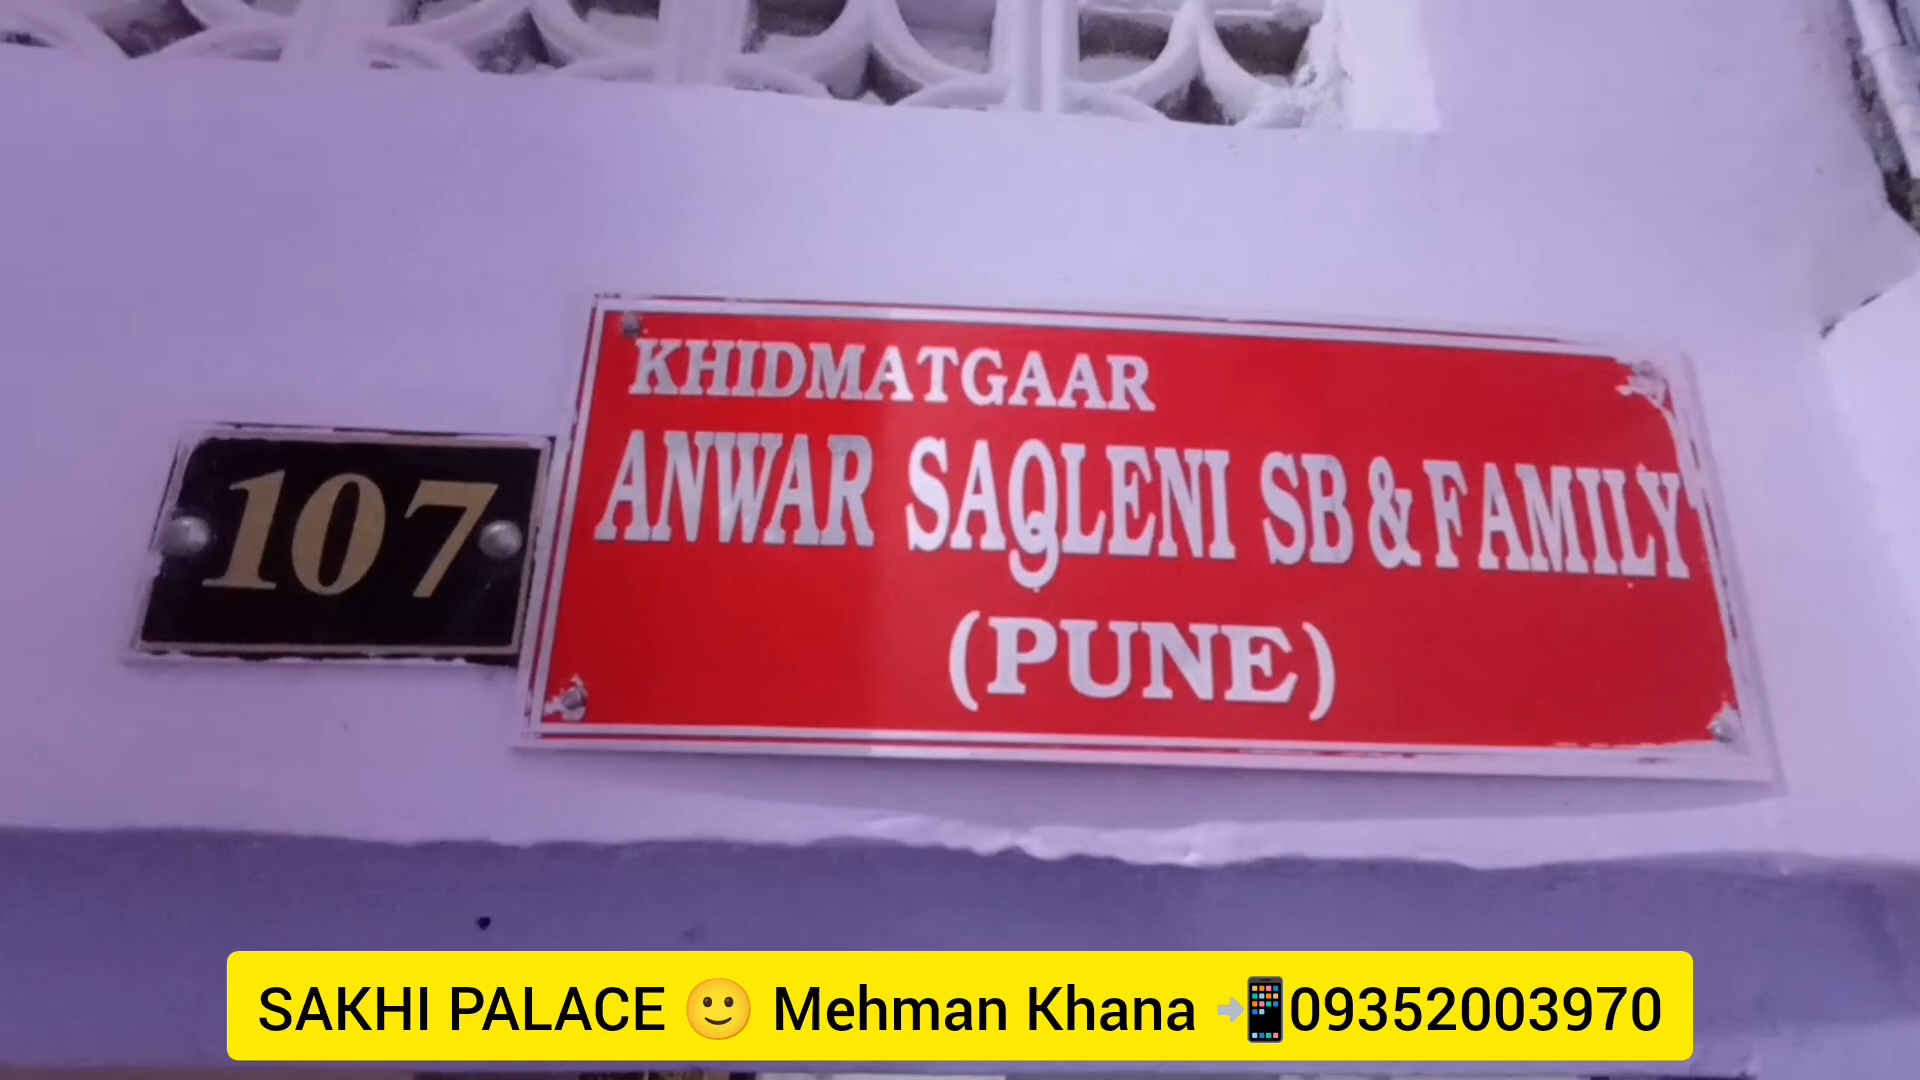 107
KHIDMATGAAR
ANWAR SAQLENI SB & FAMILY
(PUNE)
SAKHI PALACE 🙂 Mehman Khana 📲09352003970